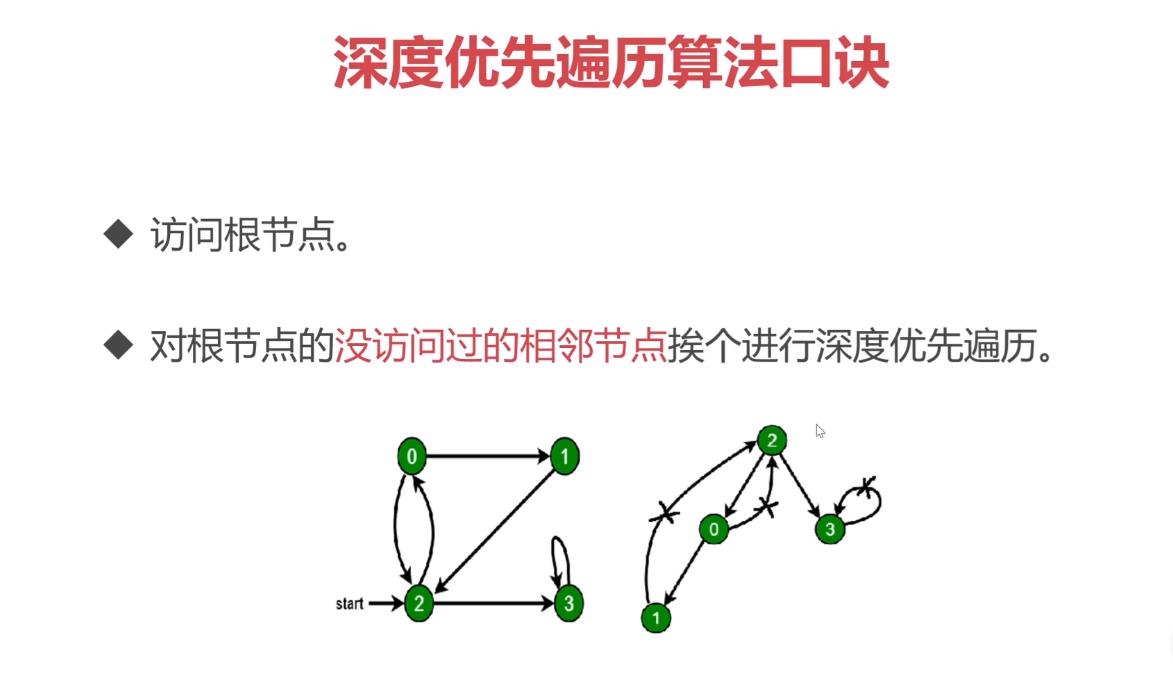 深度优先遍历算法口诀
访问根节点。
对根节点的没访问过的相邻节点挨个进行深度优先遍历。
0 1
start 2 3
2
0 3
1